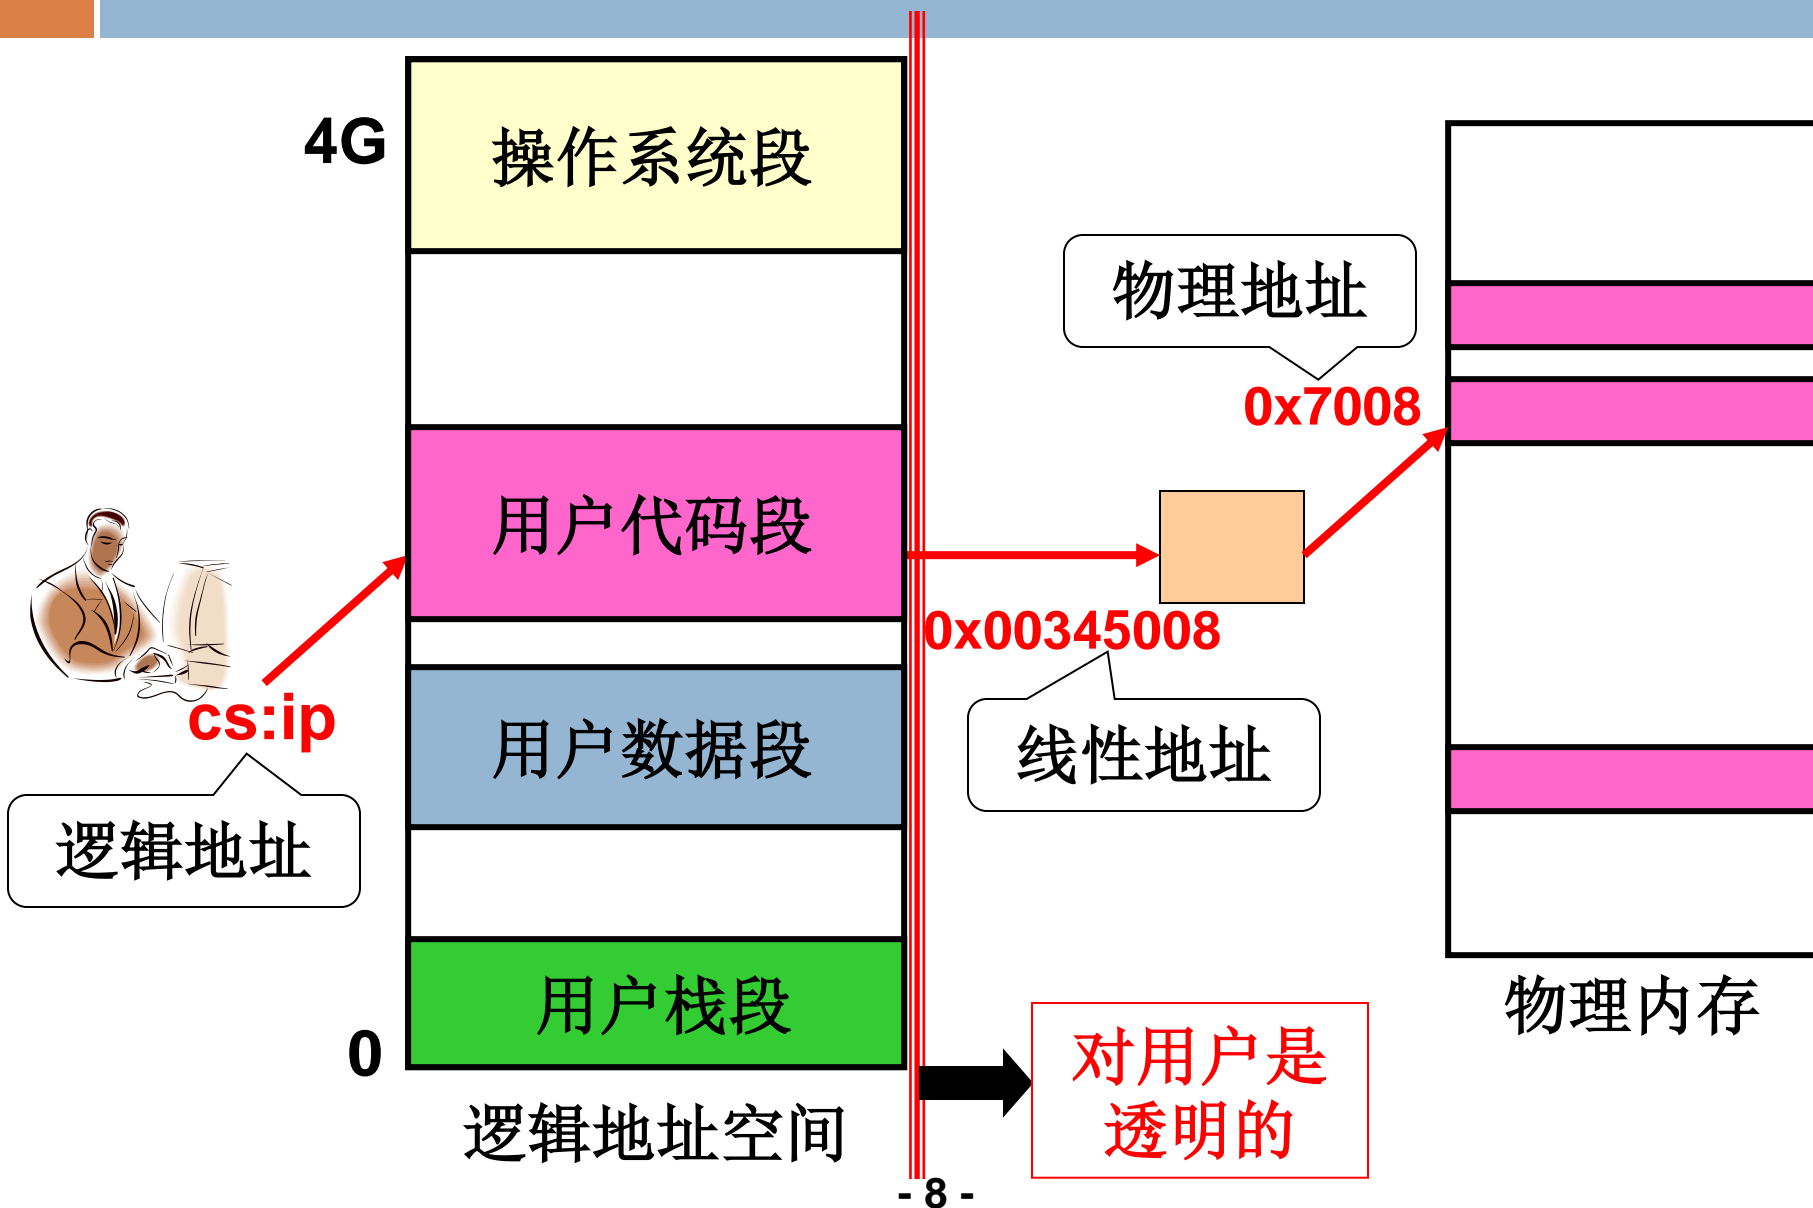 4G
操作系统段
物理地址
0x7008
用户代码段
0x00345008
cs:ip
用户数据段
线性地址
逻辑地址
用户栈段
物理内存
0
对用户是
透明的
逻辑地址空间
- 8 -